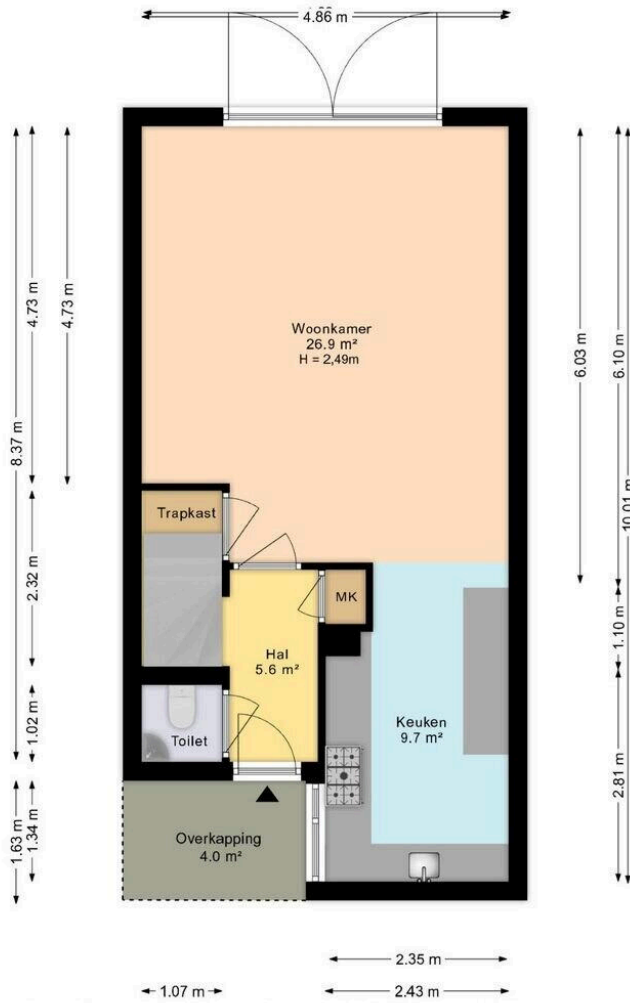 4.86 m
Woonkamer
26.9 m²
H = 2,49m
4.73 m
4.73 m
8.37 m
6.03 m
6.10 m
10.01 m
Trapkast
2.32 m
MK
Hal
5.6 m²
1.10 m
Toilet
1.02 m
Keuken
9.7 m²
2.81 m
Overkapping
4.0 m²
1.34 m
1.63 m
2.35 m
1.07 m
2.43 m